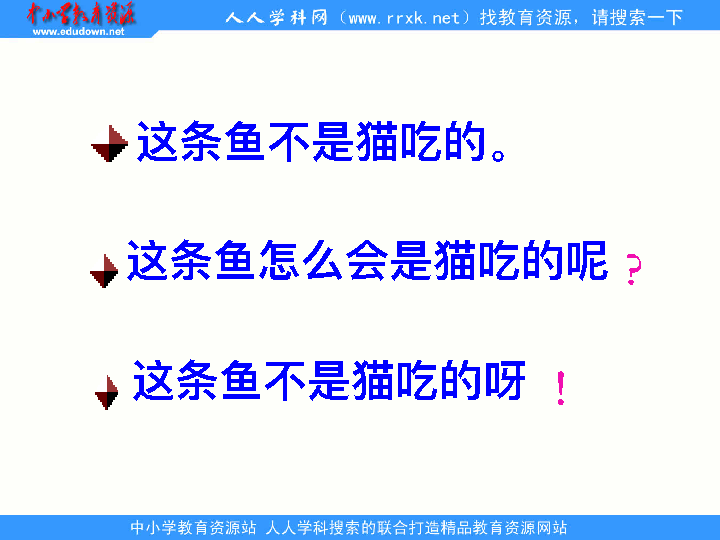 中小学教育资源
www.edudown.net
人人学科网（www.rrxk.net）找教育资源，请搜索一下
这条鱼不是猫吃的。
这条鱼怎么会是猫吃的呢？
这条鱼不是猫吃的呀！
中小学教育资源站 人人学科搜索的联合打造精品教育资源网站